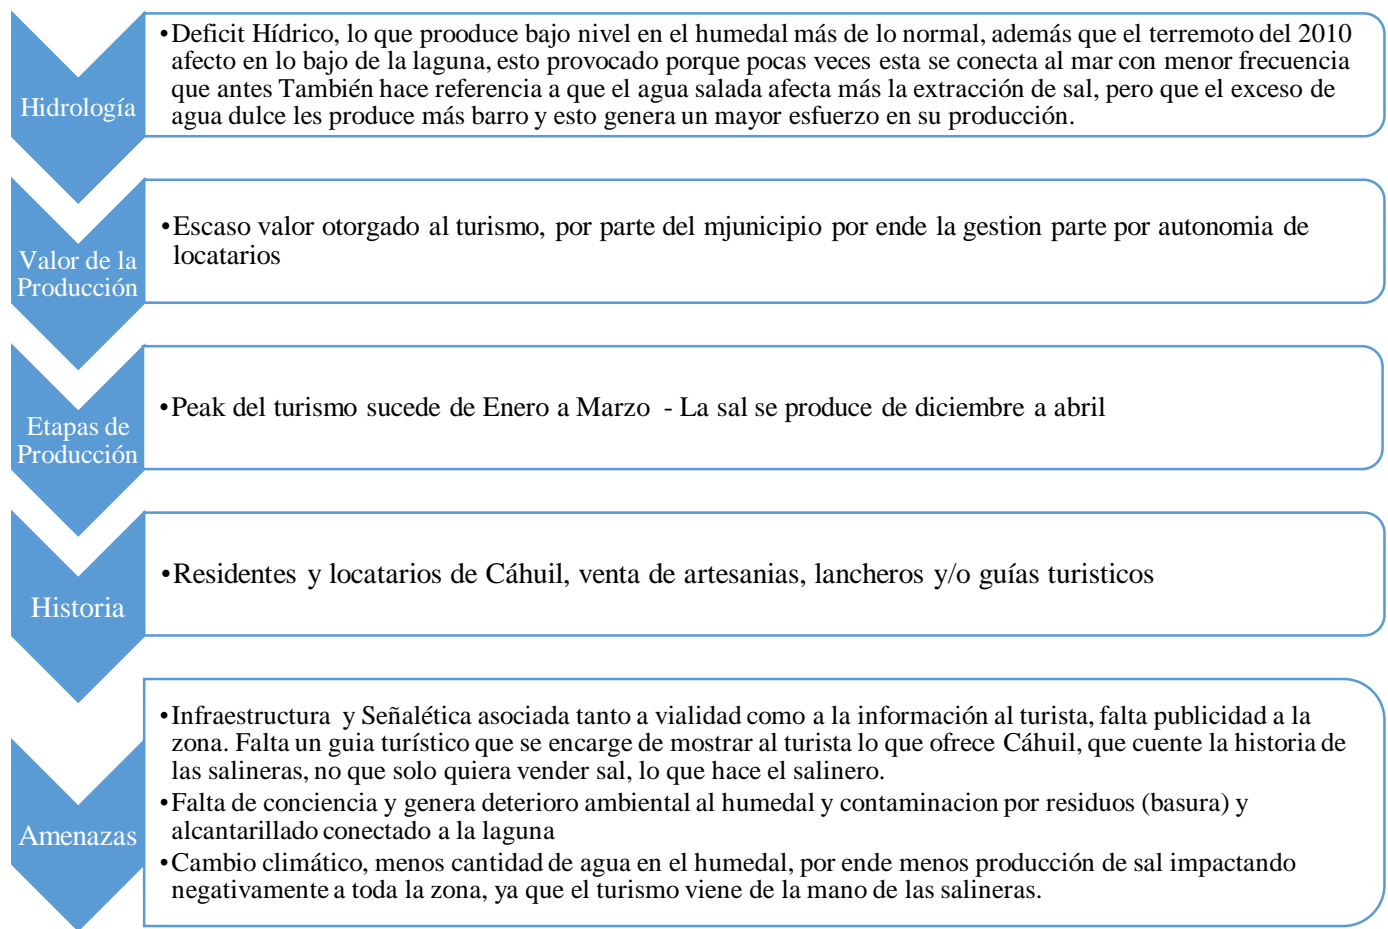 Hidrología
•Deficit Hídrico, lo que prooduce bajo nivel en el humedal más de lo normal, además que el terremoto del 2010
afecto en lo bajo de la laguna, esto provocado porque pocas veces esta se conecta al mar con menor frecuencia
que antes También hace referencia a que el agua salada afecta más la extracción de sal, pero que el exceso de
agua dulce les produce más barro y esto genera un mayor esfuerzo en su producción.
Valor de la
Producción
•Escaso valor otorgado al turismo, por parte del mjunicipio por ende la gestion parte por autonomia de
locatarios
Etapas de
Producción
•Peak del turismo sucede de Enero a Marzo - La sal se produce de diciembre a abril
Historia
•Residentes y locatarios de Cáhuil, venta de artesanias, lancheros y/o guías turisticos
Amenazas
•Infraestructura y Señalética asociada tanto a vialidad como a la información al turista, falta publicidad a la
zona. Falta un guia turístico que se encarge de mostrar al turista lo que ofrece Cáhuil, que cuente la historia de
las salineras, no que solo quiera vender sal, lo que hace el salinero.
•Falta de conciencia y genera deterioro ambiental al humedal y contaminacion por residuos (basura) y
alcantarillado conectado a la laguna
•Cambio climático, menos cantidad de agua en el humedal, por ende menos producción de sal impactando
negativamente a toda la zona, ya que el turismo viene de la mano de las salineras.